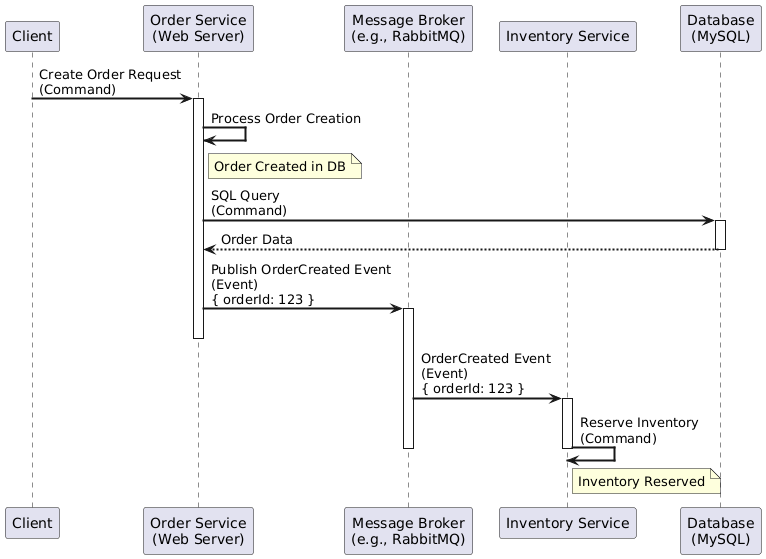 Client
Order Service
(Web Server)
Message Broker
(e.g., RabbitMQ)
Inventory Service
Database
(MySQL)
Create Order Request
(Command)
Process Order Creation
Order Created in DB
SQL Query
(Command)
Order Data
Publish OrderCreated Event
(Event)
{ orderId: 123 }
OrderCreated Event
(Event)
{ orderId: 123 }
Reserve Inventory
(Command)
Inventory Reserved
Client
Order Service
(Web Server)
Message Broker
(e.g., RabbitMQ)
Inventory Service
Database
(MySQL)